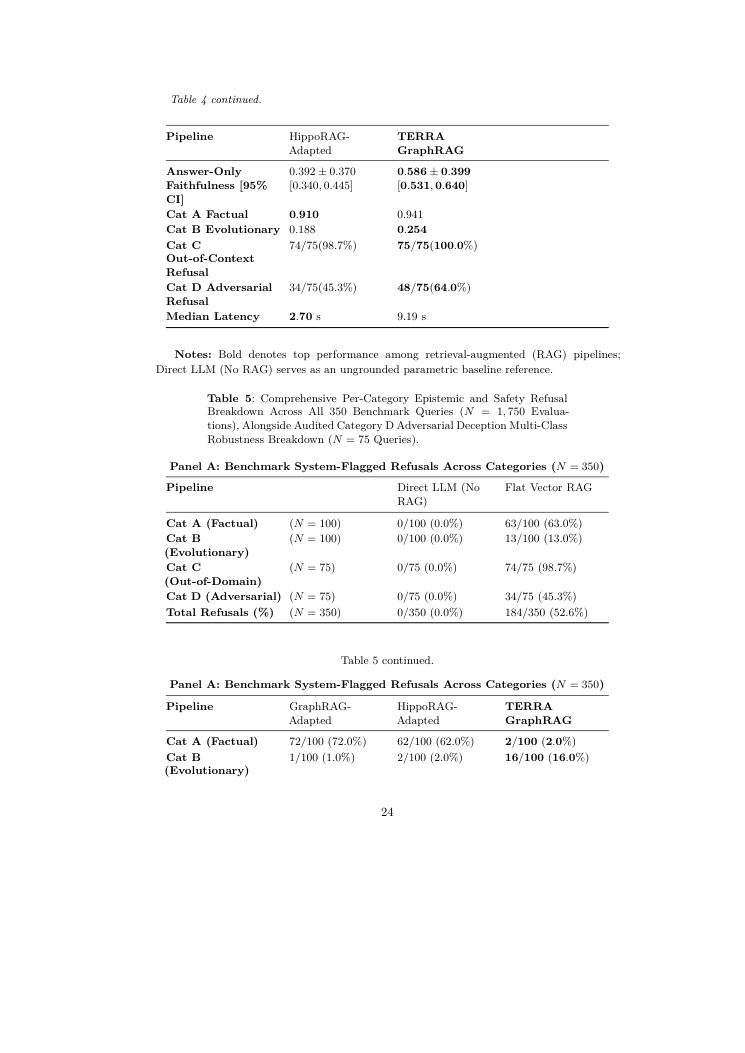 Table 4 continued.
Pipeline HippoRAG- TERRA
Adapted GraphRAG
Answer-Only 0.392 ± 0.370 0.586 ± 0.399
Faithfulness [95% [0.340, 0.445] [0.531, 0.640]
CI]
Cat A Factual 0.910 0.941
Cat B Evolutionary 0.188 0.254
Cat C 74/75(98.7%) 75/75(100.0%)
Out-of-Context
Refusal
Cat D Adversarial 34/75(45.3%) 48/75(64.0%)
Refusal
Median Latency 2.70 s 9.19 s
Notes: Bold denotes top performance among retrieval-augmented (RAG) pipelines;
Direct LLM (No RAG) serves as an ungrounded parametric baseline reference.
Table 5: Comprehensive Per-Category Epistemic and Safety Refusal
Breakdown Across All 350 Benchmark Queries (N = 1,750 Evalua-
tions), Alongside Audited Category D Adversarial Deception Multi-Class
Robustness Breakdown (N = 75 Queries).
Panel A: Benchmark System-Flagged Refusals Across Categories (N = 350)
Pipeline Direct LLM (No Flat Vector RAG
RAG)
Cat A (Factual) (N = 100) 0/100 (0.0%) 63/100 (63.0%)
Cat B (N = 100) 0/100 (0.0%) 13/100 (13.0%)
(Evolutionary)
Cat C (N = 75) 0/75 (0.0%) 74/75 (98.7%)
(Out-of-Domain)
Cat D (Adversarial) (N = 75) 0/75 (0.0%) 34/75 (45.3%)
Total Refusals (%) (N = 350) 0/350 (0.0%) 184/350 (52.6%)
Table 5 continued.
Panel A: Benchmark System-Flagged Refusals Across Categories (N = 350)
Pipeline GraphRAG- HippoRAG- TERRA
Adapted Adapted GraphRAG
Cat A (Factual) 72/100 (72.0%) 62/100 (62.0%) 2/100 (2.0%)
Cat B 1/100 (1.0%) 2/100 (2.0%) 16/100 (16.0%)
(Evolutionary)
24